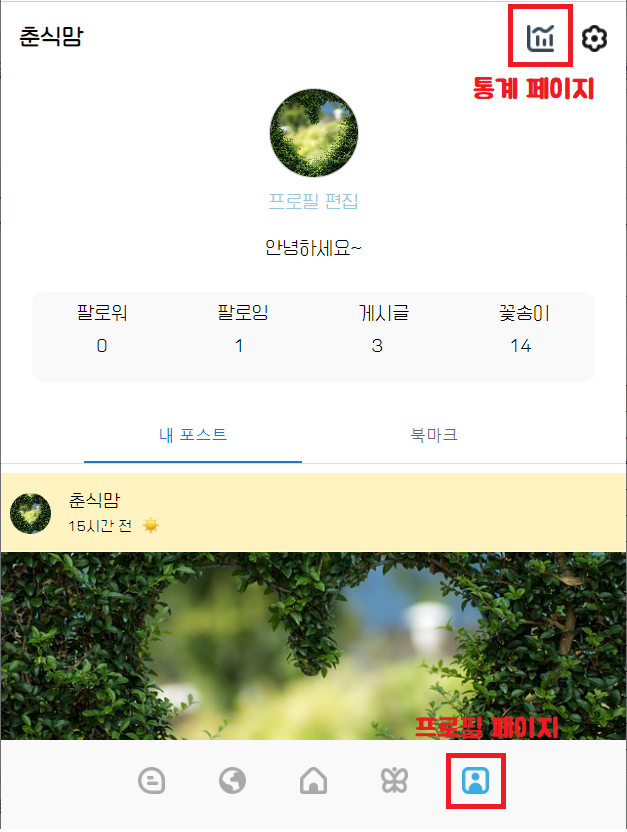 춘식맘
통계 페이지
프로필 편집
안녕하세요~
팔로워 팔로잉 게시글 꽃송이
0 1 3 14
내 포스트 북마크
춘식맘
15시간 전
프로필 페이지